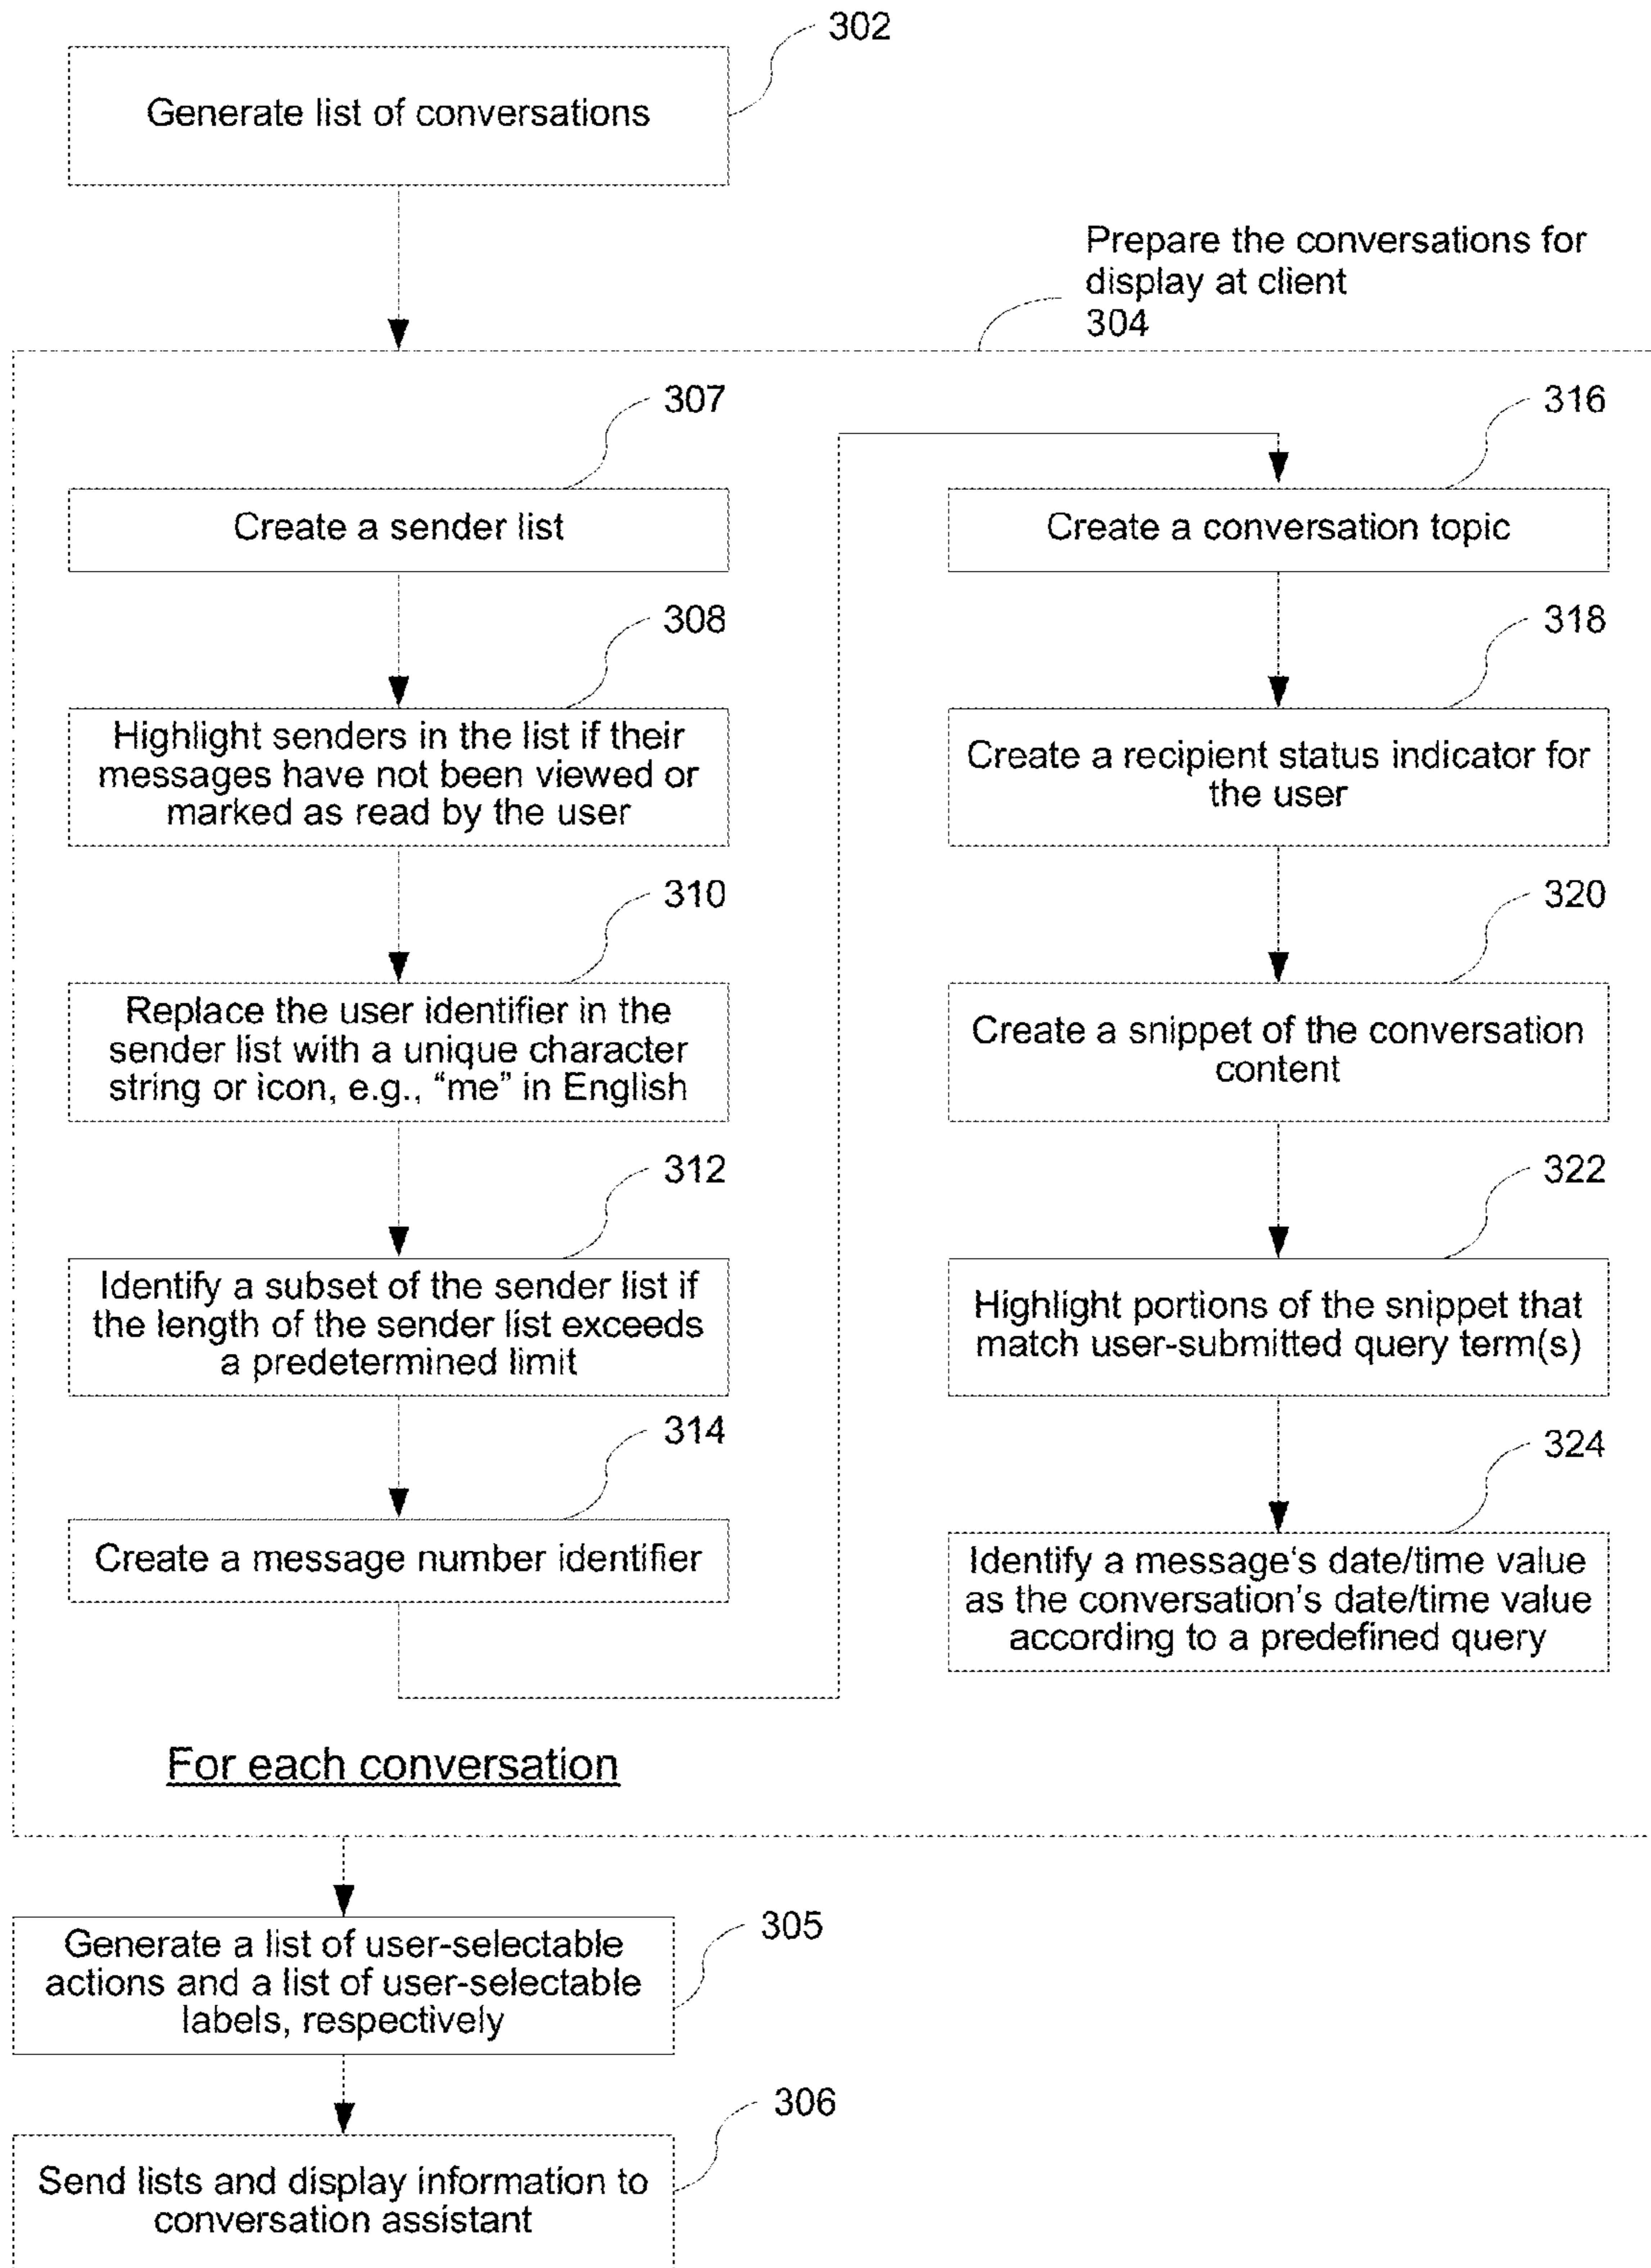 302
Generate list of conversations
Prepare the conversations for
display at client
304
307
Create a sender list
308
Highlight senders in the list if their
messages have not been viewed or
marked as read by the user
310
Replace the user identifier in the
sender list with a unique character
string or icon, e.g., “me” in English
312
Identify a subset of the sender list if
the length of the sender list exceeds
a predetermined limit
314
Create a message number identifier
316
Create a conversation topic
318
Create a recipient status indicator for
the user
320
Create a snippet of the conversation
content
322
Highlight portions of the snippet that
match user-submitted query term(s)
324
Identify a message‘s date/time value
as the conversation’s date/time value
according to a predefined query
For each conversation
305
Generate a list of user-selectable
actions and a list of user-selectable
labels, respectively
306
Send lists and display information to
conversation assistant